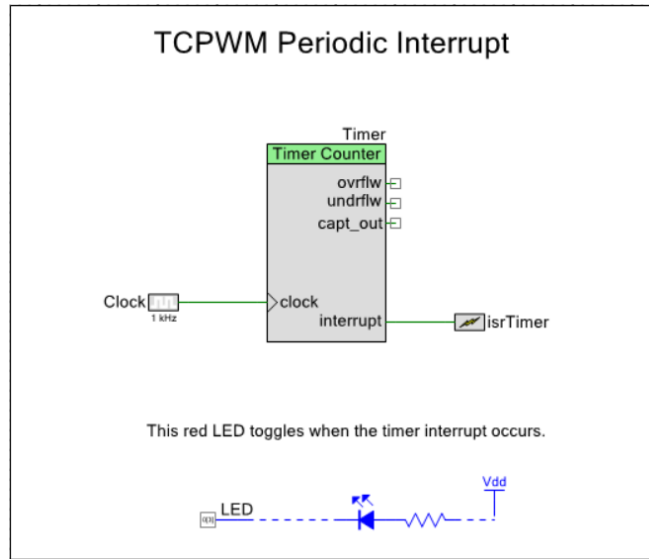 TCPWM Periodic Interrupt
Timer
Timer Counter
ovrflw
undrflw
capt_out
Clock
1 kHz
clock
interrupt
isrTimer
This red LED toggles when the timer interrupt occurs.
Vdd
LED